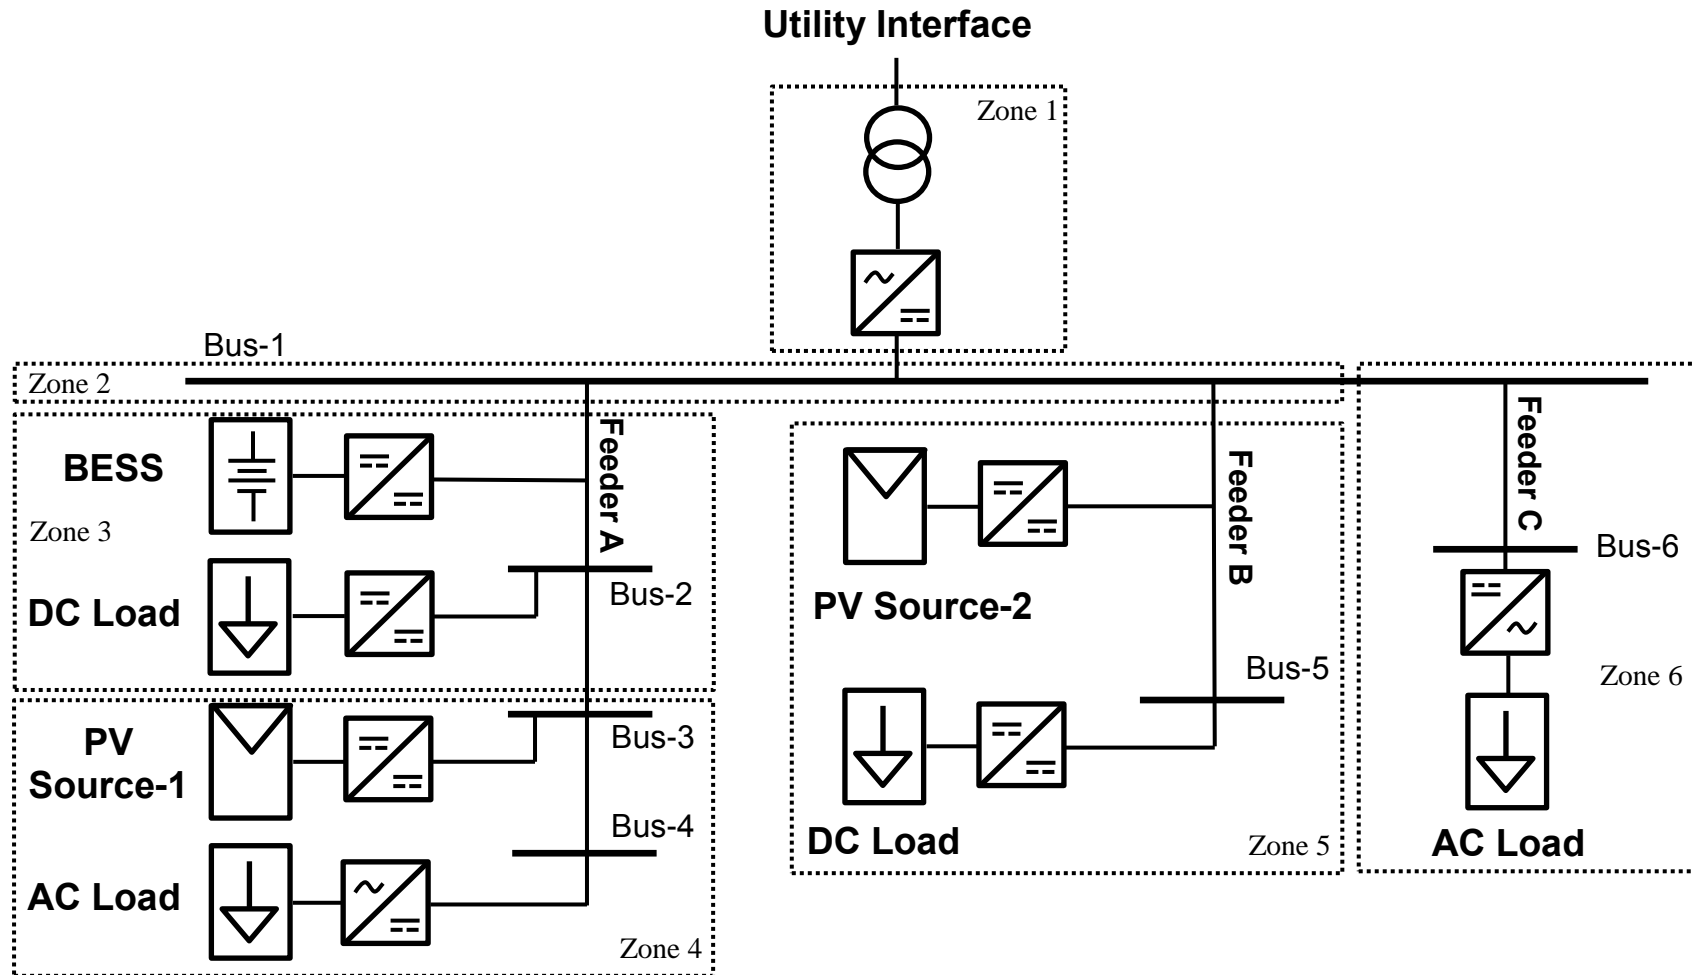 Utility Interface
Zone 1
Bus-1
Zone 2
Feeder A
BESS
Zone 3
DC Load
Bus-2
PV
Source-1
Bus-3
Bus-4
AC Load
Zone 4
Feeder B
PV Source-2
Bus-5
DC Load
Zone 5
Feeder C
Bus-6
Zone 6
AC Load